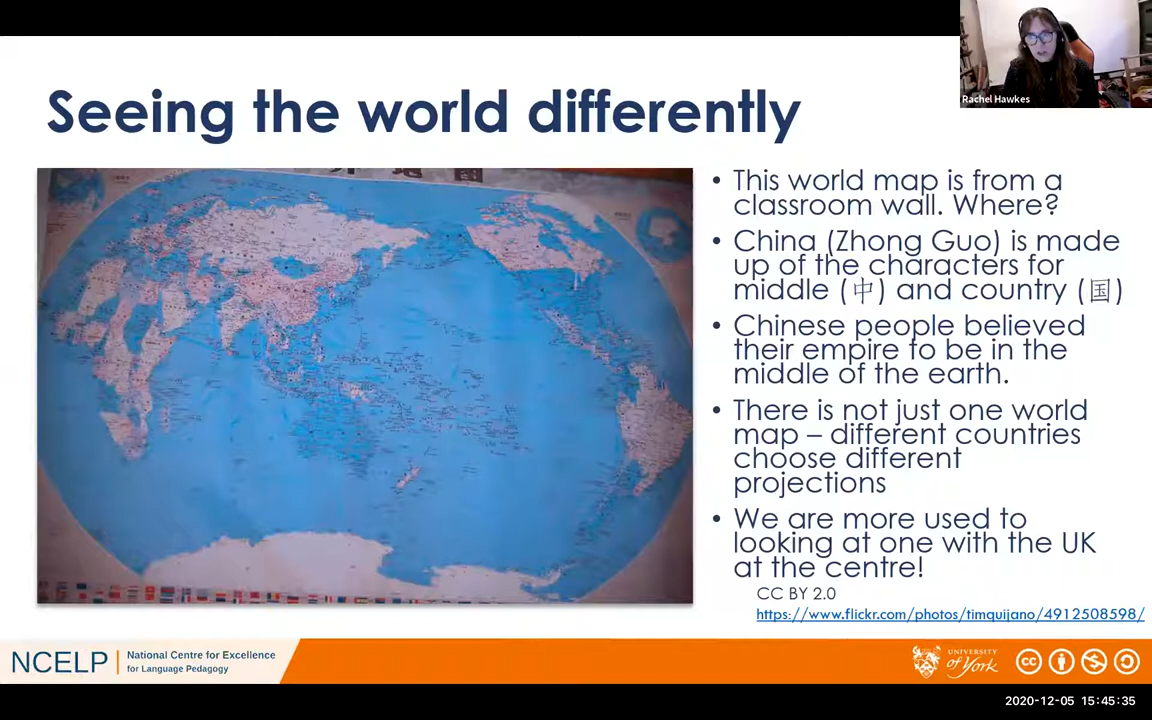 Rachel Hawkes
Seeing the world differently
• This world map is from a
classroom wall. Where?
• China (Zhong Guo) is made
up of the characters for
middle (中) and country (国)
• Chinese people believed
their empire to be in the
middle of the earth.
• There is not just one world
map – different countries
choose different
projections
• We are more used to
looking at one with the UK
at the centre!
CC BY 2.0
https://www.flickr.com/photos/timquijano/4912508598/
NCELP
National Centre for Excellence
for Language Pedagogy
UNIVERSITY
of York
cc
2020-12-05 15:45:35